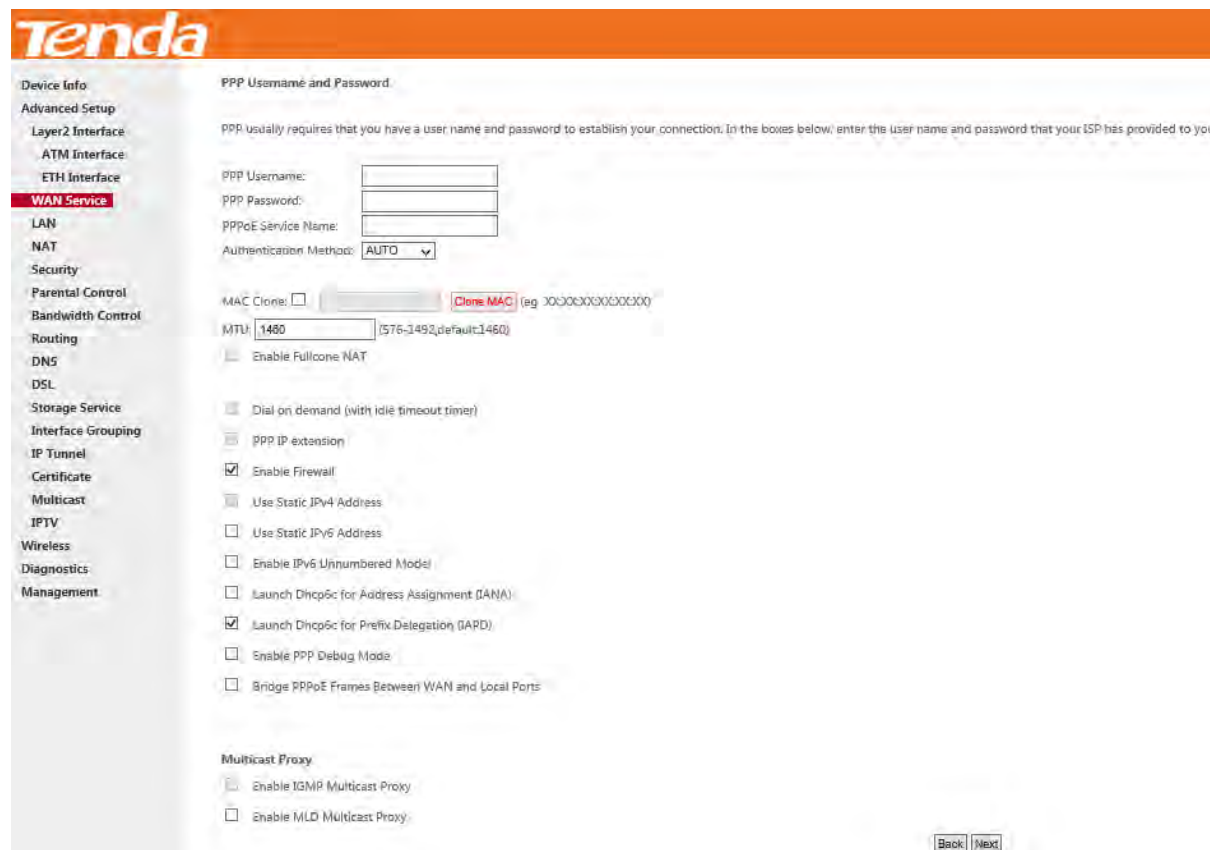 Tenda
Device Info
Advanced Setup
Layer2 Interface
ATM Interface
ETH Interface
WAN Service
LAN
NAT
Security
Parental Control
Bandwidth Control
Routing
DNS
DSL
Storage Service
Interface Grouping
IP Tunnel
Certificate
Multicast
IPTV
Wireless
Diagnostics
Management
PPP Username and Password
PPP usually requires that you have a user name and password to establish your connection. In the boxes below, enter the user name and password that your ISP has provided to you
PPP Username:
PPP Password:
PPPoE Service Name:
Authentication Method: AUTO
MAC Clone: Clone MAC (eg XX:XX:XX:XX:XX:XX)
MTU: 1460 (576-1492,default:1460)
Enable Fullcone NAT
Dial on demand (with idle timeout timer)
PPP IP extension
Enable Firewall
Use Static IPv4 Address
Use Static IPv6 Address
Enable IPv6 Unnumbered Model
Launch Dhcp6c for Address Assignment (IANA)
Launch Dhcp6c for Prefix Delegation (IAPD)
Enable PPP Debug Mode
Bridge PPPoE Frames Between WAN and Local Ports
Multicast Proxy
Enable IGMP Multicast Proxy
Enable MLD Multicast Proxy
Back Next